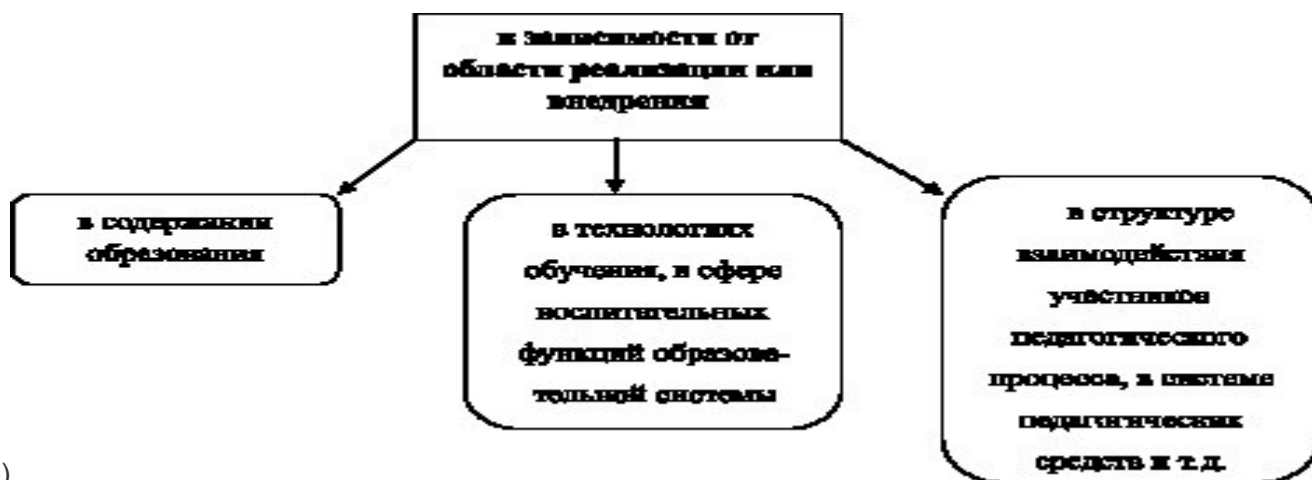 в зависимости от
области реализации или
внедрения
в содержании
образования
в технологиях
обучения, в сфере
воспитательных
функций образова-
тельной системы
в структуре
взаимодействия
участников
педагогического
процесса, в системе
педагогических
средств и т.д.
)